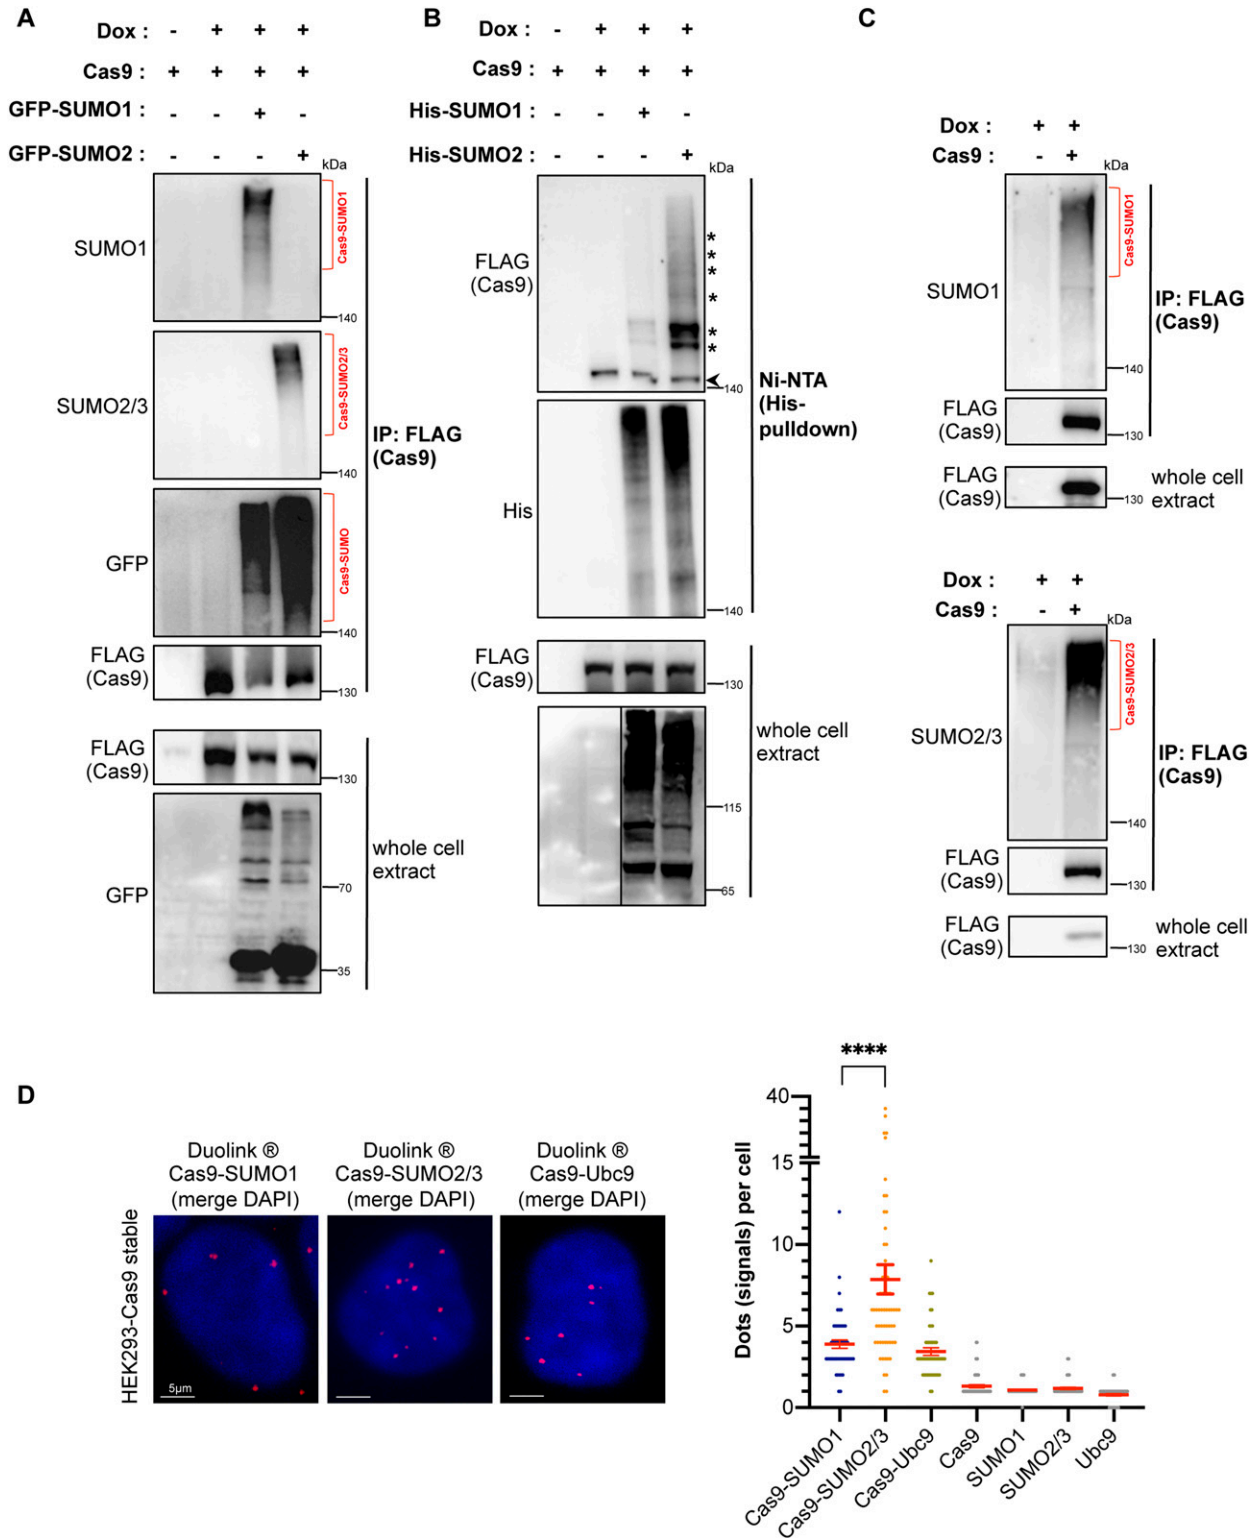 A
Dox : - + + +
Cas9 : + + + +
GFP-SUMO1 : - - + -
GFP-SUMO2 : - - - +
kDa
SUMO1
Cas9-SUMO1
140
SUMO2/3
Cas9-SUMO2/3
140
GFP
Cas9-SUMO
140
FLAG
(Cas9)
130
IP: FLAG
(Cas9)
FLAG
(Cas9)
130
GFP
70
35
whole cell
extract
B
Dox : - + + +
Cas9 : + + + +
His-SUMO1 : - - + -
His-SUMO2 : - - - +
kDa
FLAG
(Cas9)
*
*
*
*
*
*
140
His
140
Ni-NTA
(His-
pulldown)
FLAG
(Cas9)
130
115
65
whole cell
extract
C
Dox : + +
Cas9 : - +
kDa
SUMO1
Cas9-SUMO1
140
FLAG
(Cas9)
130
IP: FLAG
(Cas9)
FLAG
(Cas9)
130
whole cell
extract
Dox : + +
Cas9 : - +
kDa
SUMO2/3
Cas9-SUMO2/3
140
FLAG
(Cas9)
130
IP: FLAG
(Cas9)
FLAG
(Cas9)
130
whole cell
extract
D
HEK293-Cas9 stable
Duolink ®
Cas9-SUMO1
(merge DAPI)
5µm
Duolink ®
Cas9-SUMO2/3
(merge DAPI)
Duolink ®
Cas9-Ubc9
(merge DAPI)
****
Dots (signals) per cell
40
15
10
5
0
Cas9-SUMO1
Cas9-SUMO2/3
Cas9-Ubc9
Cas9
SUMO1
SUMO2/3
Ubc9